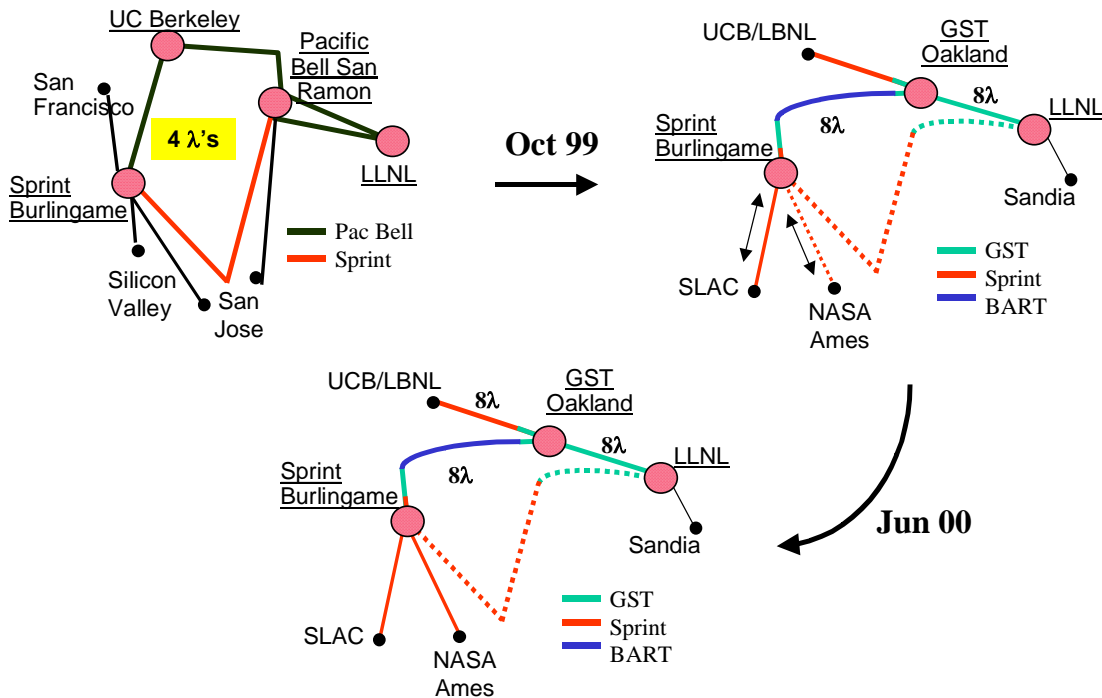 UC Berkeley
Pacific
Bell San
Ramon
San
Francisco
4 λ's
LLNL
Sprint
Burlingame
Pac Bell
Sprint
Silicon
Valley
San
Jose
Oct 99
UCB/LBNL
GST
Oakland
8λ
LLNL
8λ
Sprint
Burlingame
Sandia
GST
Sprint
BART
SLAC
NASA
Ames
UCB/LBNL
GST
Oakland
8λ
8λ
LLNL
Sprint
Burlingame
8λ
Sandia
Jun 00
GST
Sprint
BART
SLAC
NASA
Ames